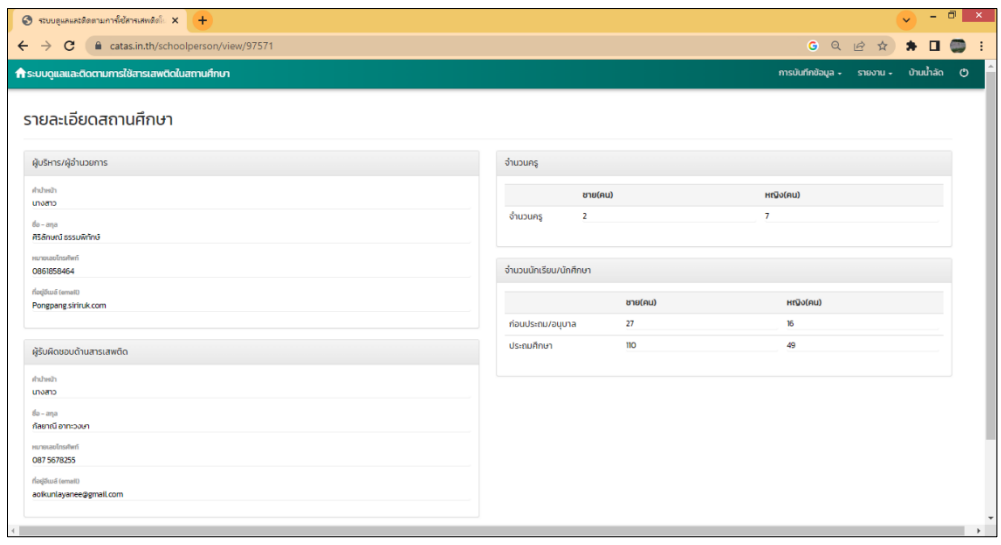 ระบบดูแลและติดตามการใช้สารเสพติดใ
catas.in.th/schoolperson/view/97571
ระบบดูแลและติดตามการใช้สารเสพติดในสถานศึกษา
การบันทึกข้อมูล
รายงาน
บ้านน้ำลัด
รายละเอียดสถานศึกษา
ผู้บริหาร/ผู้อำนวยการ
คำนำหน้า
นางสาว
ชื่อ - สกุล
ศิริลักษณ์ ธรรมพิทักษ์
หมายเลขโทรศัพท์
0861858464
ที่อยู่อีเมล์ (email)
Pongpang.siriruk.com
ผู้รับผิดชอบด้านสารเสพติด
คำนำหน้า
นางสาว
ชื่อ - สกุล
กัลยาณี อาทะวงษา
หมายเลขโทรศัพท์
087 5678255
ที่อยู่อีเมล์ (email)
aoikunlayanee@gmail.com
จำนวนครู
ชาย(คน) หญิง(คน)
จำนวนครู 2 7
จำนวนนักเรียน/นักศึกษา
ชาย(คน) หญิง(คน)
ก่อนประถม/อนุบาล 27 16
ประถมศึกษา 110 49